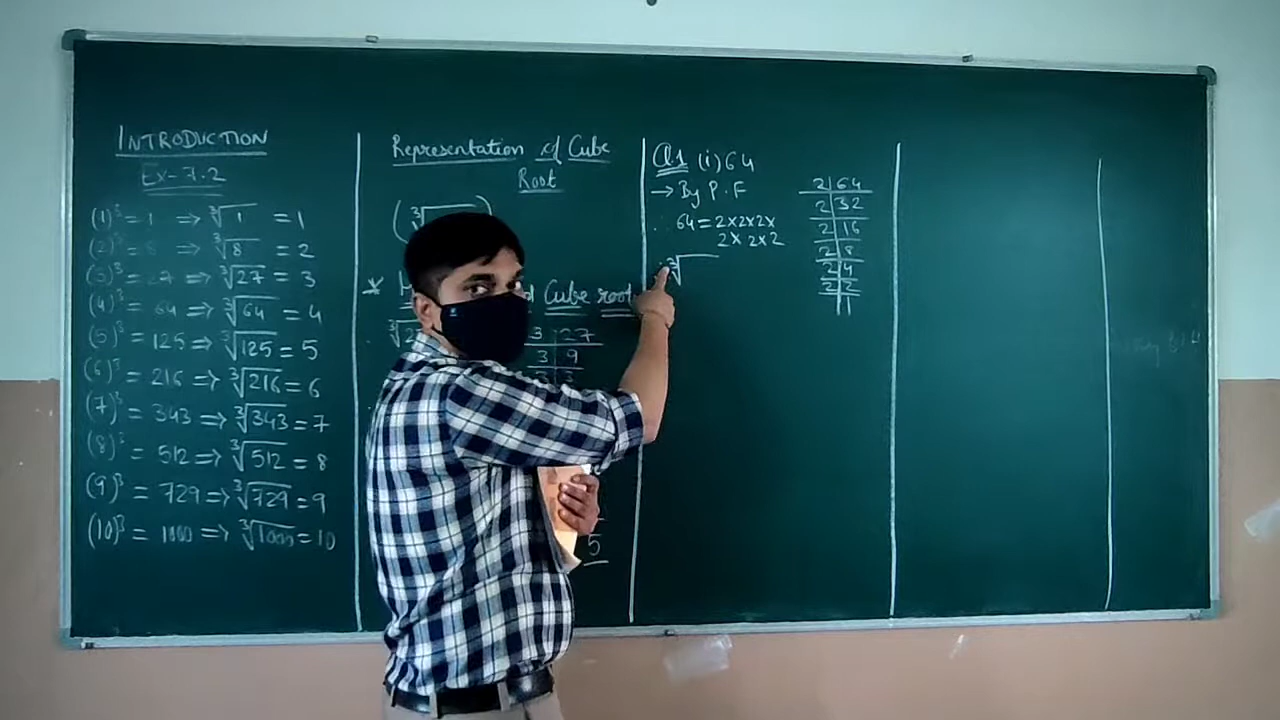 INTRODUCTION
Ex-7.2
(1)³ = 1 ⇒ ∛1 = 1
(2)³ = 8 ⇒ ∛8 = 2
(3)³ = 27 ⇒ ∛27 = 3
(4)³ = 64 ⇒ ∛64 = 4
(5)³ = 125 ⇒ ∛125 = 5
(6)³ = 216 ⇒ ∛216 = 6
(7)³ = 343 ⇒ ∛343 = 7
(8)³ = 512 ⇒ ∛512 = 8
(9)³ = 729 ⇒ ∛729 = 9
(10)³ = 1000 ⇒ ∛1000 = 10
Representation of Cube
Root
(∛ )
* Cube root
3 | 27
3 | 9
3 | 3
5
Q.1 (i) 64
→ By P.F
∴ 64 = 2×2×2×
2×2×2
∛
2 | 64
2 | 32
2 | 16
2 | 8
2 | 4
2 | 2
| 1